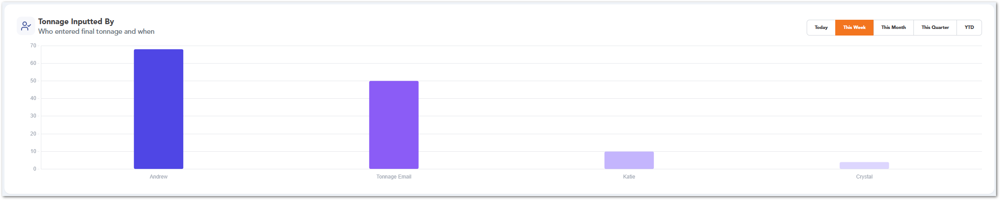 Tonnage Inputted By
Who entered final tonnage and when
Today This Week This Month This Quarter YTD
70
60
50
40
30
20
10
0
Andrew Tonnage Email Katie Crystal